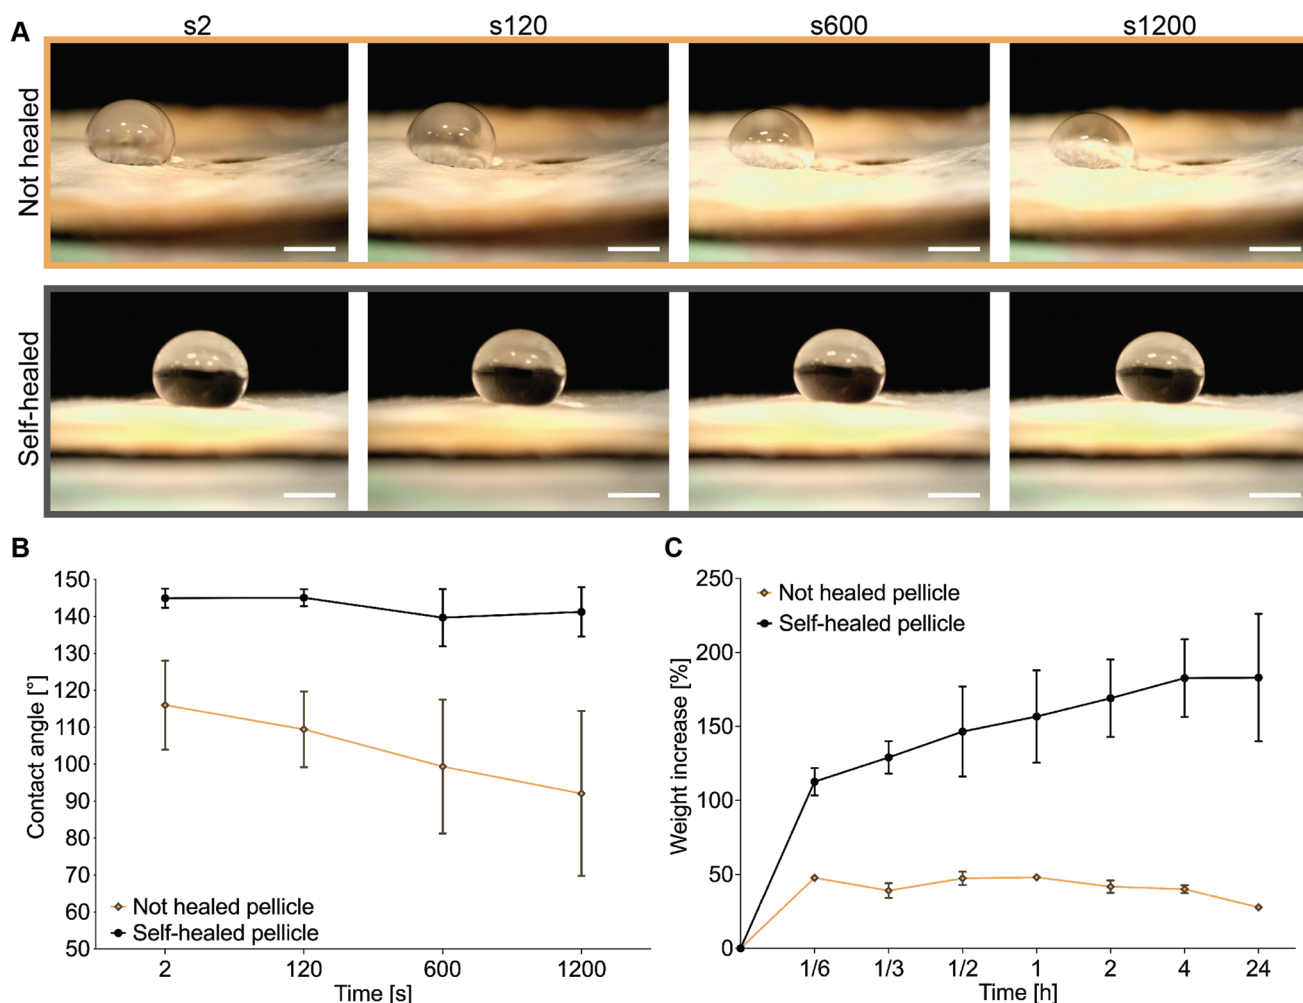 A
s2 s120 s600 s1200
Not healed
Self-healed
B
150
140
130
120
110
100
90
80
70
60
50
Contact angle [°]
Not healed pellicle
Self-healed pellicle
2 120 600 1200
Time [s]
C
250
200
150
100
50
0
Weight increase [%]
Not healed pellicle
Self-healed pellicle
1/6 1/3 1/2 1 2 4 24
Time [h]